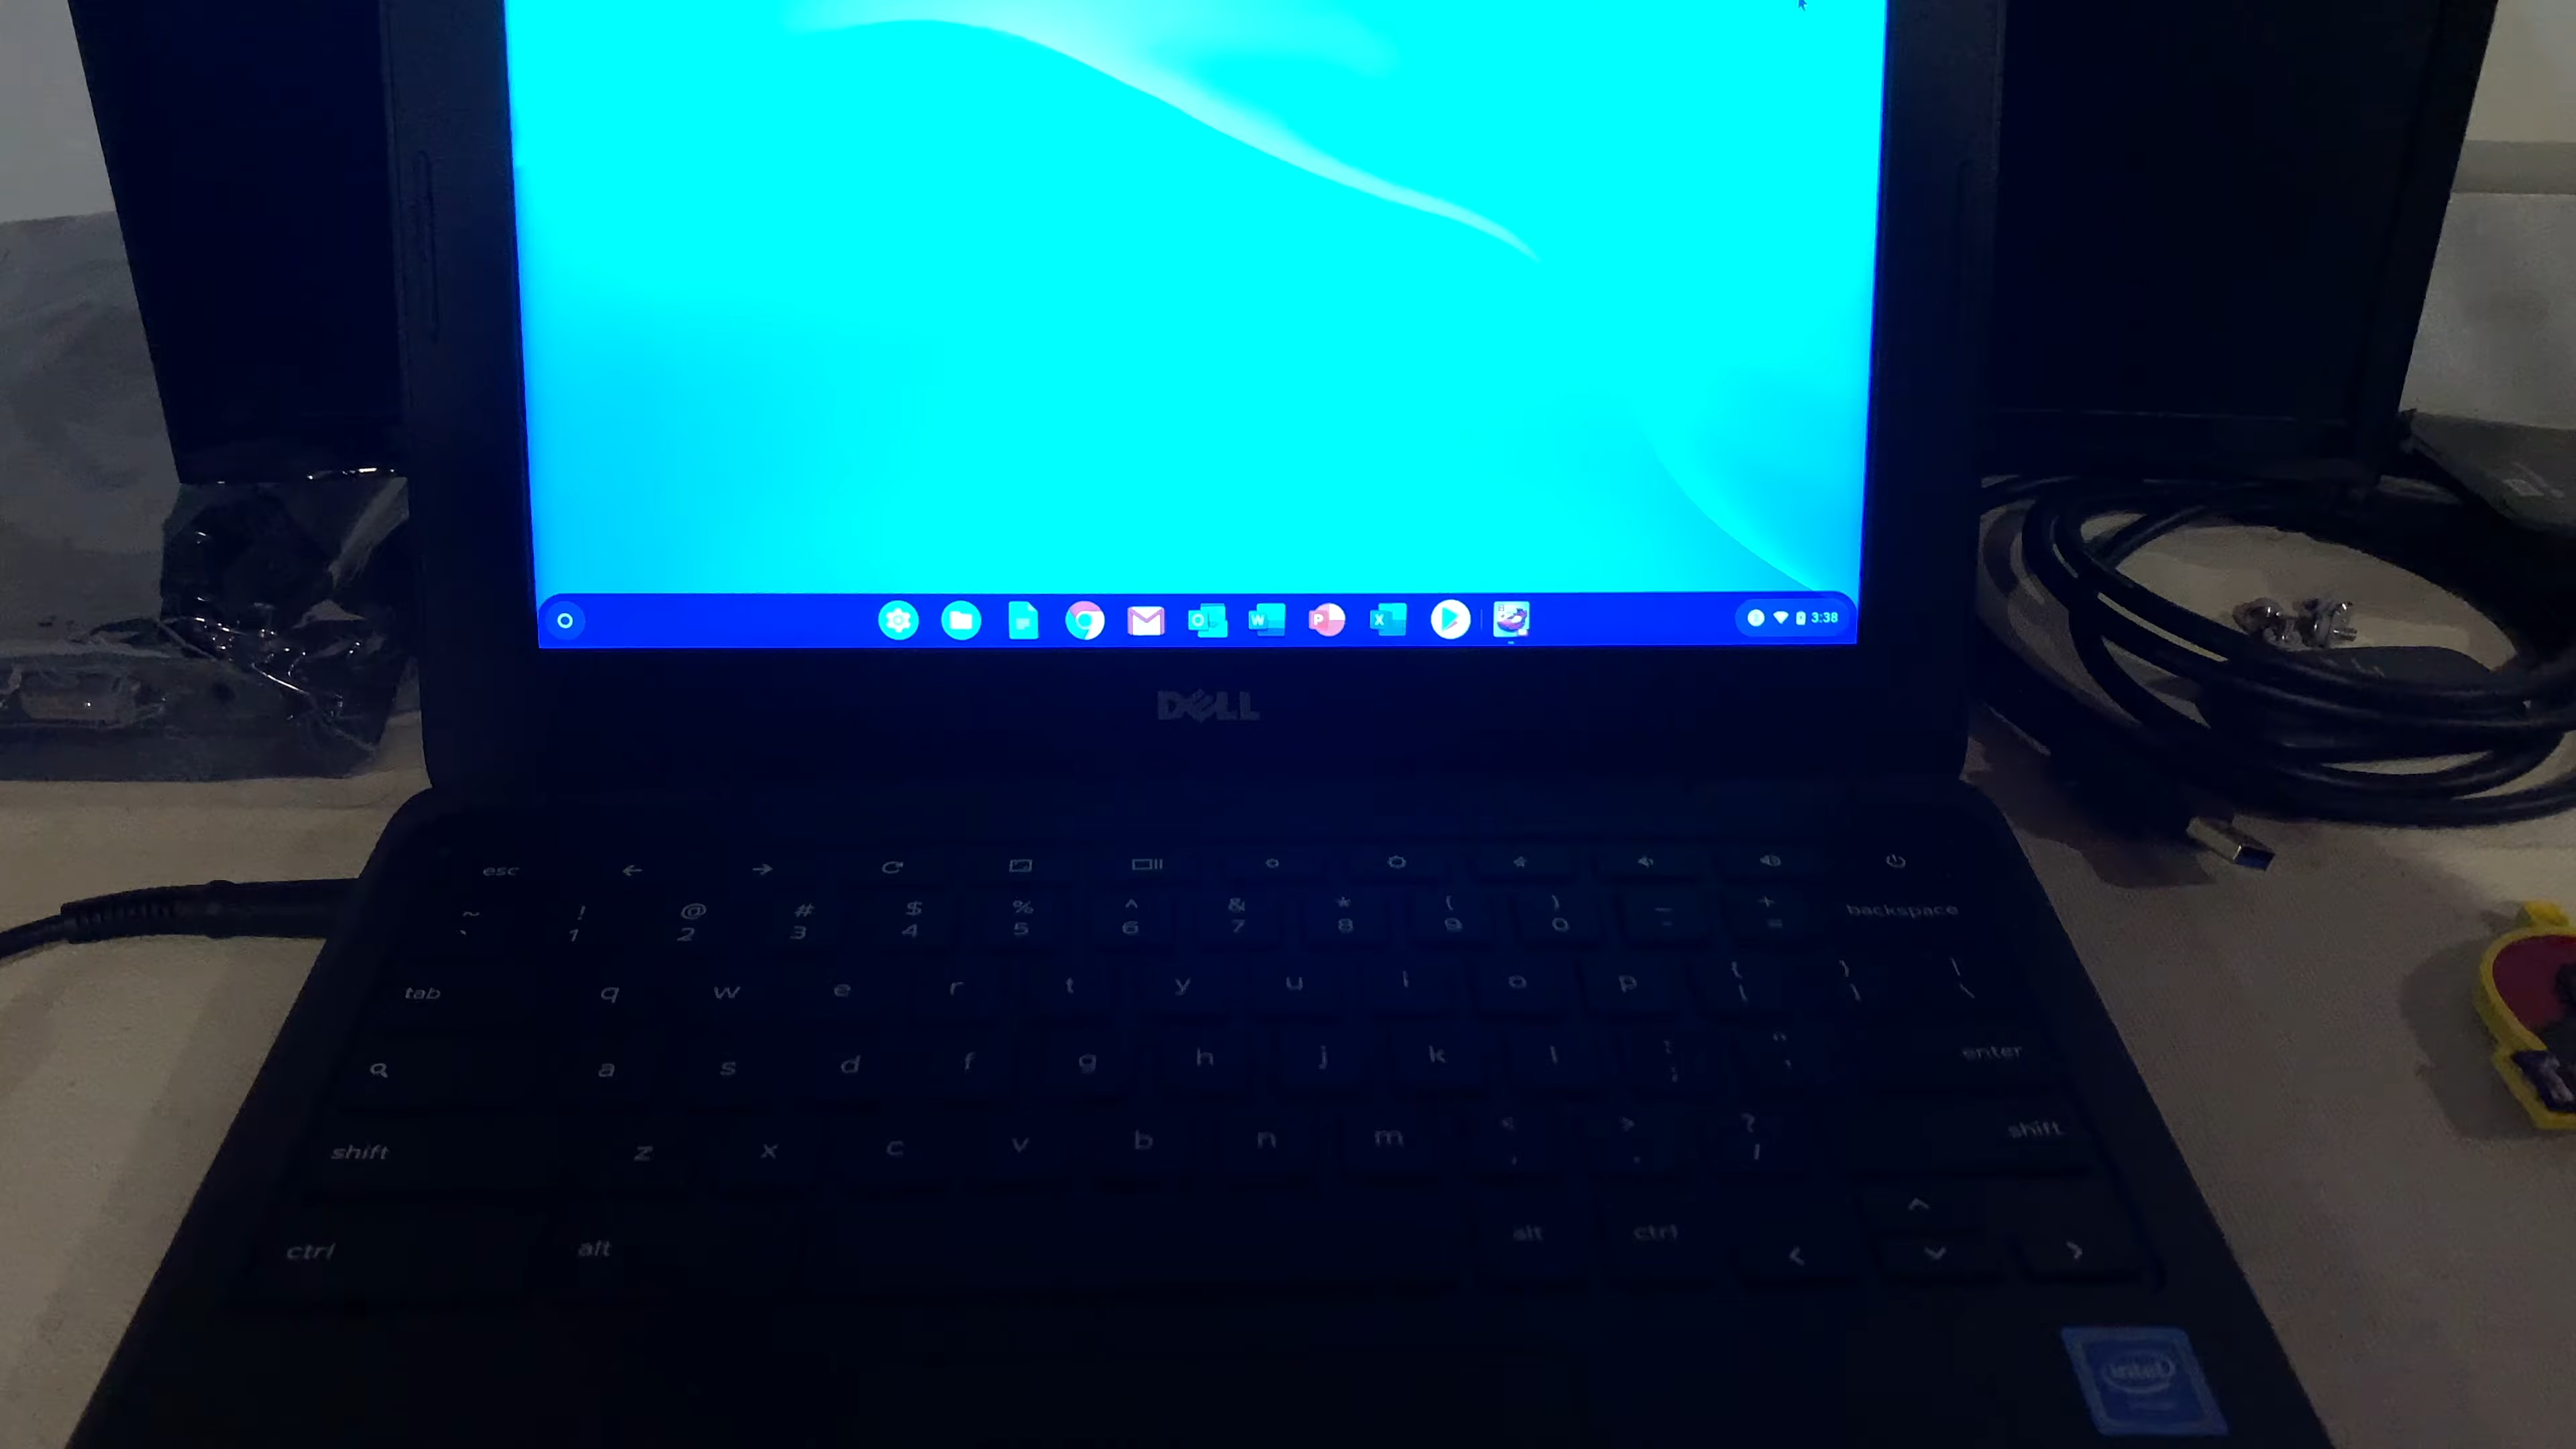 3:38
DELL
esc
~ ! @ # $ % ^ & * ( ) _ +
` 1 2 3 4 5 6 7 8 9 0 - = backspace
tab q w e r t y u i o p { } |
[ ] \
a s d f g h j k l : "
; ' enter
shift z x c v b n m < > ? shift
, . /
ctrl alt alt ctrl
intel